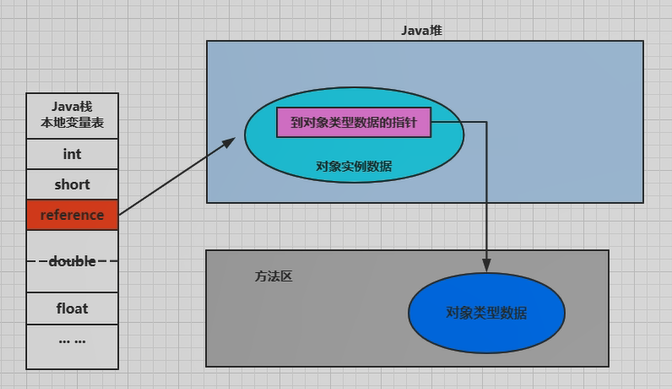 Java堆
Java栈
本地变量表
int
short
reference
double
float
... ...
到对象类型数据的指针
对象实例数据
方法区
对象类型数据